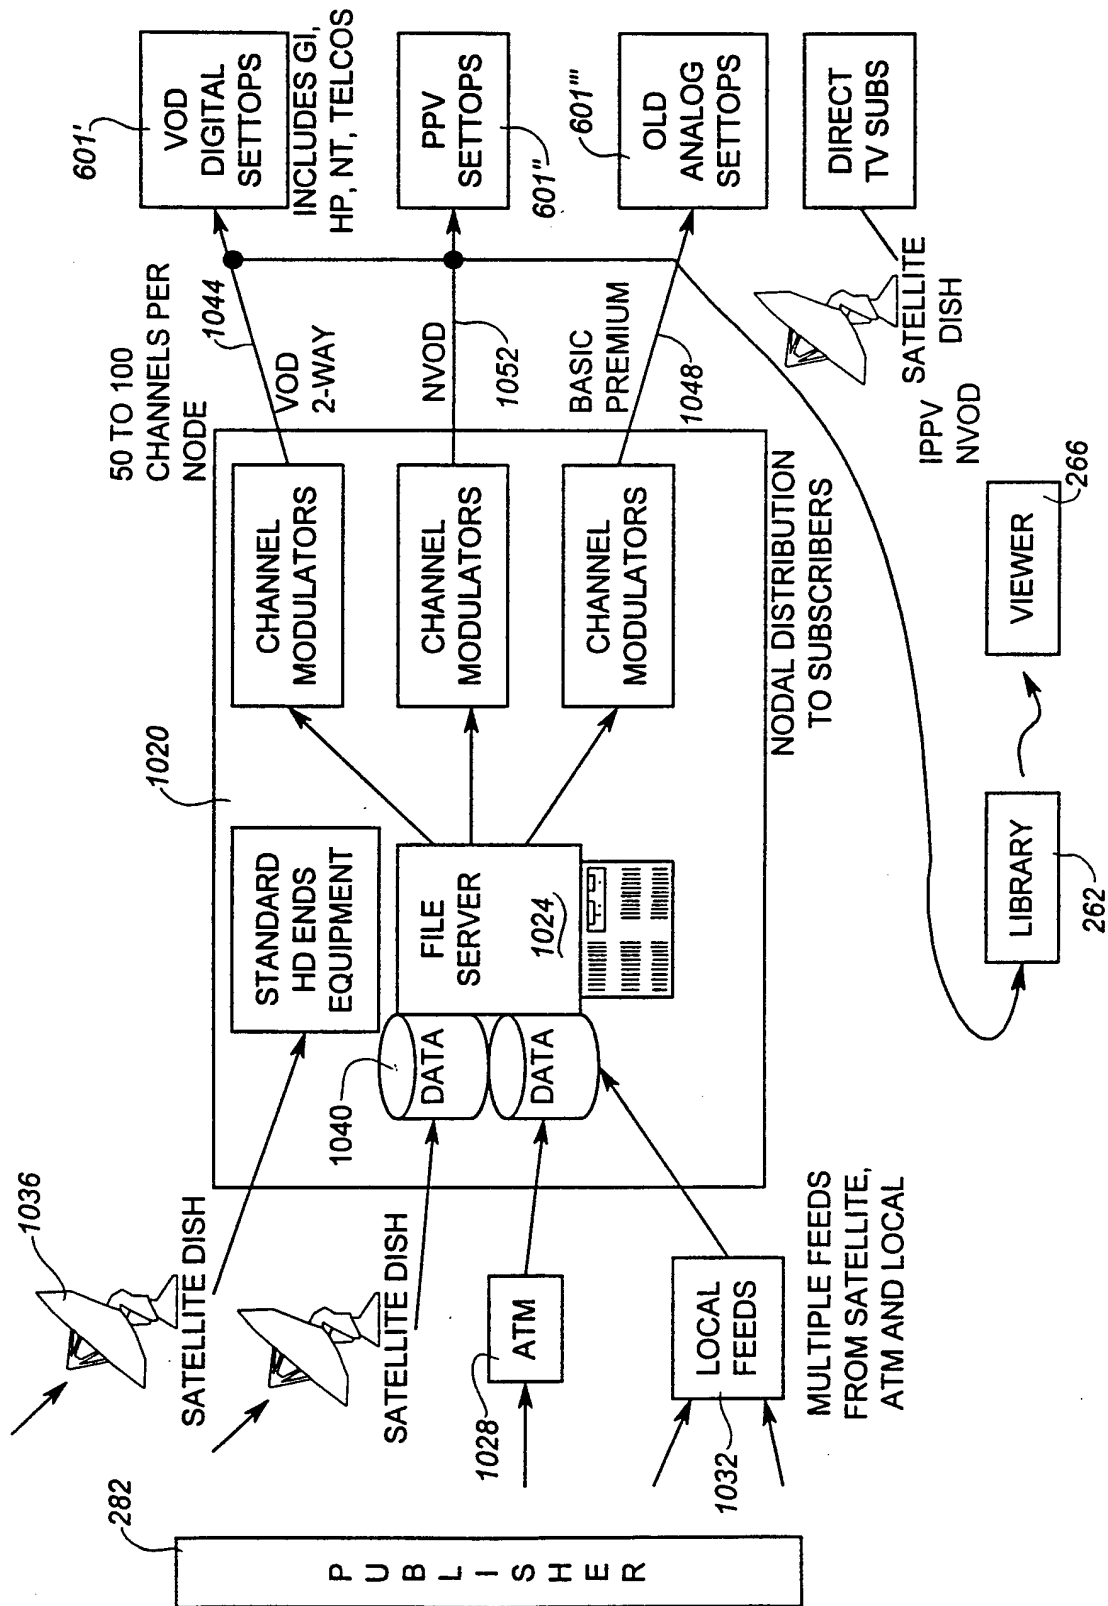 282
PUBLISHER
1036
SATELLITE DISH
SATELLITE DISH
1028
ATM
1032
LOCAL
FEEDS
MULTIPLE FEEDS
FROM SATELLITE,
ATM AND LOCAL
1020
STANDARD
HD ENDS
EQUIPMENT
1040
DATA
DATA
FILE
SERVER
1024
CHANNEL
MODULATORS
CHANNEL
MODULATORS
CHANNEL
MODULATORS
NODAL DISTRIBUTION
TO SUBSCRIBERS
50 TO 100
CHANNELS PER
NODE
1044
VOD
2-WAY
NVOD
1052
BASIC
PREMIUM
1048
601'
VOD
DIGITAL
SETTOPS
INCLUDES GI,
HP, NT, TELCOS
PPV
SETTOPS
601''
601'''
OLD
ANALOG
SETTOPS
DIRECT
TV SUBS
SATELLITE
DISH
IPPV
NVOD
LIBRARY
262
VIEWER
266